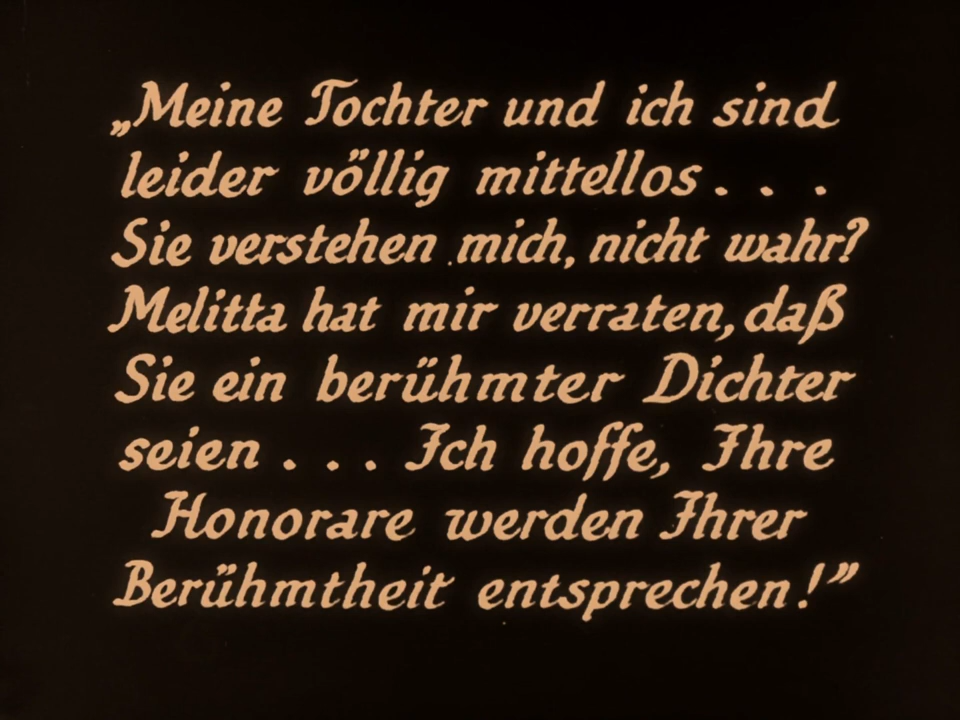 „Meine Tochter und ich sind
leider völlig mittellos . . .
Sie verstehen mich, nicht wahr?
Melitta hat mir verraten, daß
Sie ein berühmter Dichter
seien . . . Ich hoffe, Ihre
Honorare werden Ihrer
Berühmtheit entsprechen!”